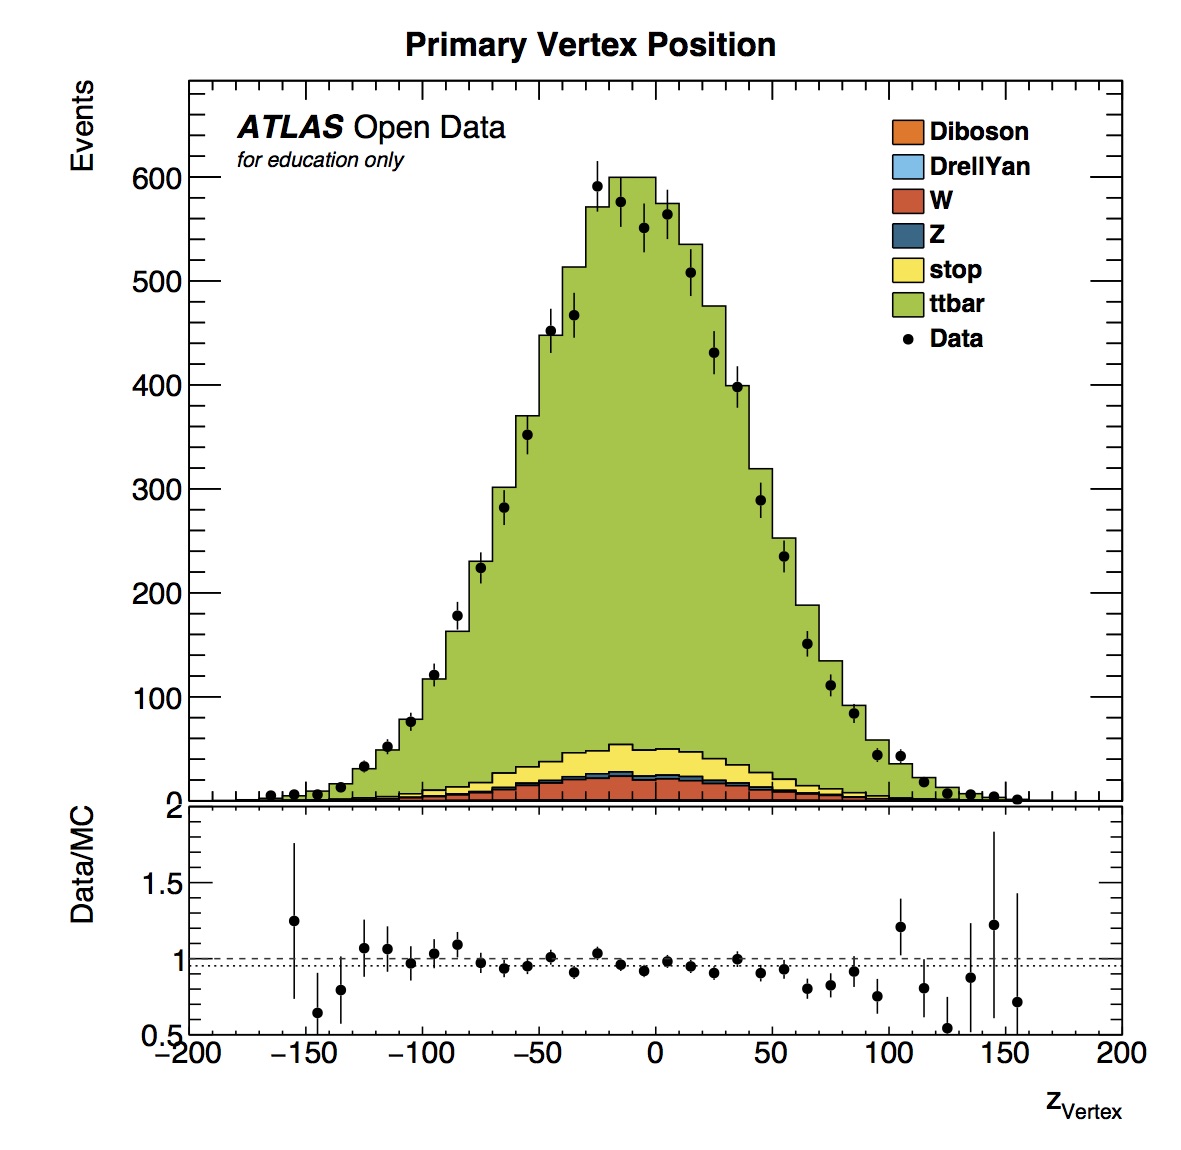 Primary Vertex Position
Events
ATLAS Open Data
for education only
Diboson
DrellYan
W
Z
stop
ttbar
Data
600
500
400
300
200
100
0
Data/MC
2
1.5
1
0.5
−200 −150 −100 −50 0 50 100 150 200
zVertex